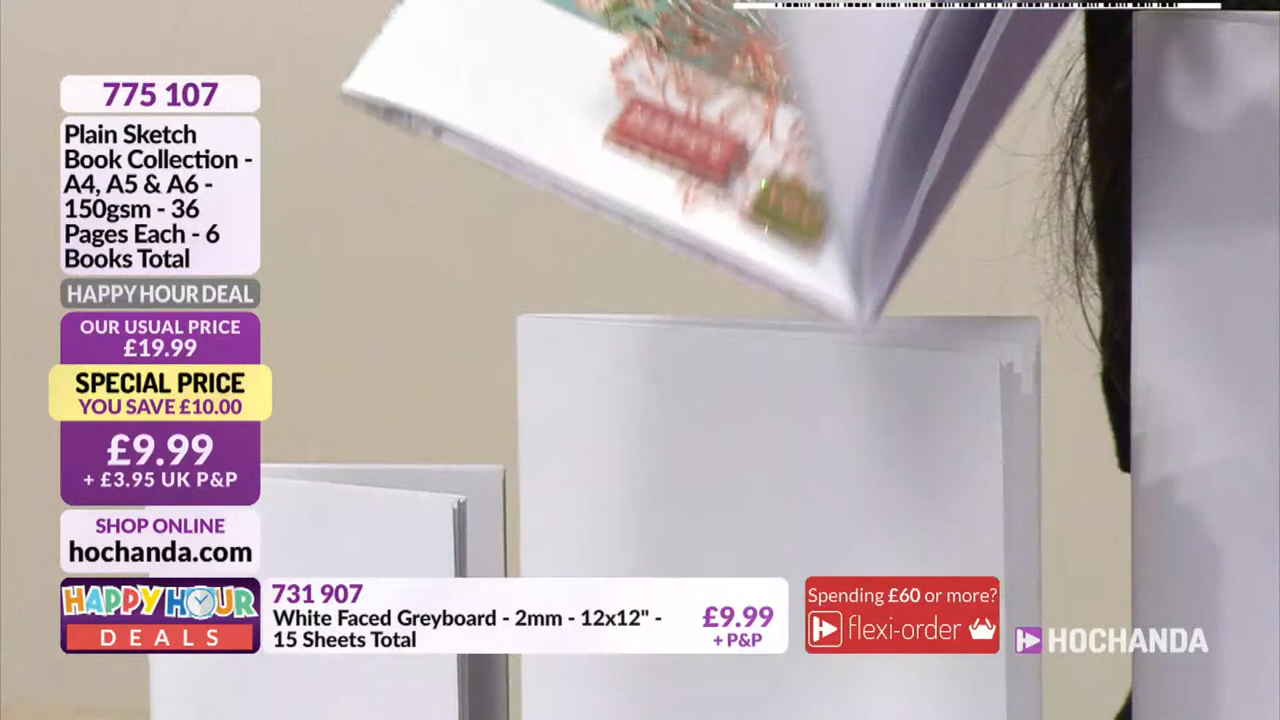 775 107
Plain Sketch
Book Collection -
A4, A5 & A6 -
150gsm - 36
Pages Each - 6
Books Total
HAPPY HOUR DEAL
OUR USUAL PRICE
£19.99
SPECIAL PRICE
YOU SAVE £10.00
£9.99
+ £3.95 UK P&P
SHOP ONLINE
hochanda.com
HAPPY HOUR
DEALS
731 907
White Faced Greyboard - 2mm - 12x12" -
15 Sheets Total
£9.99
+ P&P
Spending £60 or more?
flexi-order
HOCHANDA